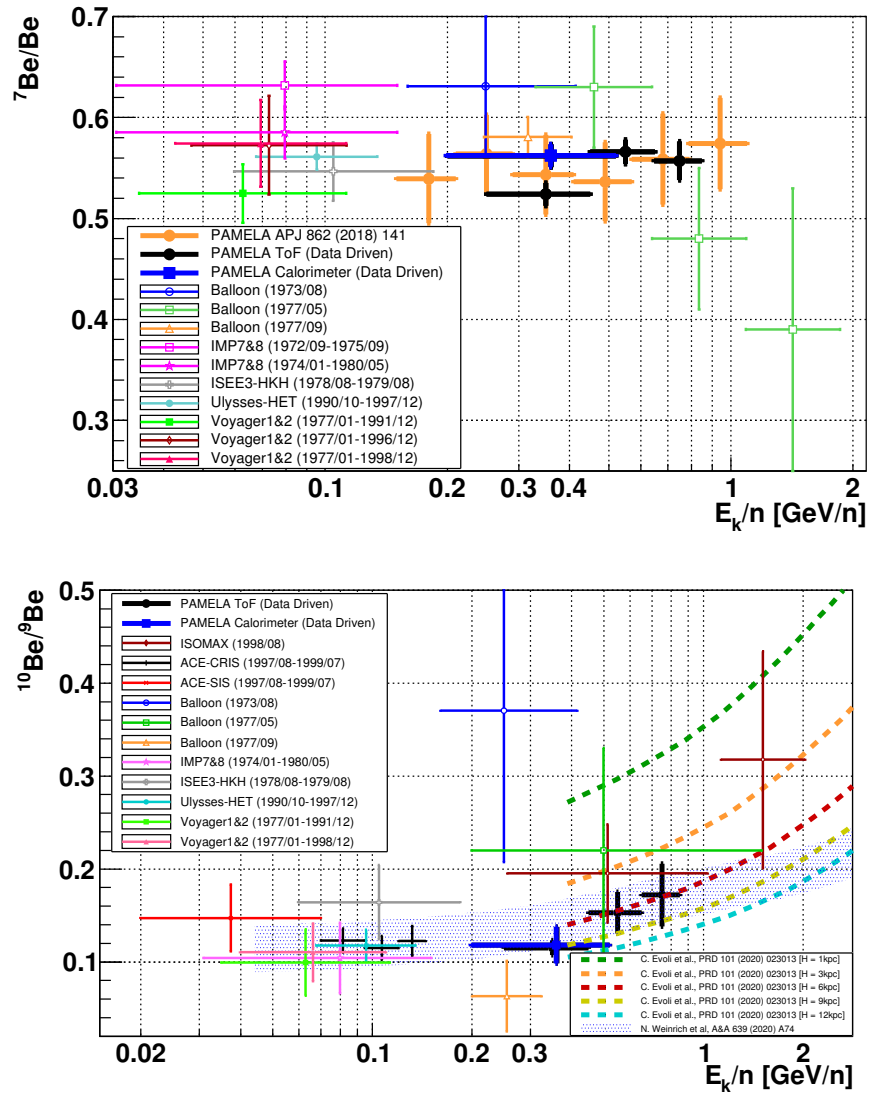 ⁷Be/Be
0.7
0.6
0.5
0.4
0.3
PAMELA APJ 862 (2018) 141
PAMELA ToF (Data Driven)
PAMELA Calorimeter (Data Driven)
Balloon (1973/08)
Balloon (1977/05)
Balloon (1977/09)
IMP7&8 (1972/09-1975/09)
IMP7&8 (1974/01-1980/05)
ISEE3-HKH (1978/08-1979/08)
Ulysses-HET (1990/10-1997/12)
Voyager1&2 (1977/01-1991/12)
Voyager1&2 (1977/01-1996/12)
Voyager1&2 (1977/01-1998/12)
0.03 0.1 0.2 0.3 0.4 1 2
Eₖ/n [GeV/n]
¹⁰Be/⁹Be
0.5
0.4
0.3
0.2
0.1
PAMELA ToF (Data Driven)
PAMELA Calorimeter (Data Driven)
ISOMAX (1998/08)
ACE-CRIS (1997/08-1999/07)
ACE-SIS (1997/08-1999/07)
Balloon (1973/08)
Balloon (1977/05)
Balloon (1977/09)
IMP7&8 (1974/01-1980/05)
ISEE3-HKH (1978/08-1979/08)
Ulysses-HET (1990/10-1997/12)
Voyager1&2 (1977/01-1991/12)
Voyager1&2 (1977/01-1998/12)
C. Evoli et al., PRD 101 (2020) 023013 [H = 1kpc]
C. Evoli et al., PRD 101 (2020) 023013 [H = 3kpc]
C. Evoli et al., PRD 101 (2020) 023013 [H = 6kpc]
C. Evoli et al., PRD 101 (2020) 023013 [H = 9kpc]
C. Evoli et al., PRD 101 (2020) 023013 [H = 12kpc]
N. Weinrich et al, A&A 639 (2020) A74
0.02 0.1 0.2 0.3 1 2
Eₖ/n [GeV/n]